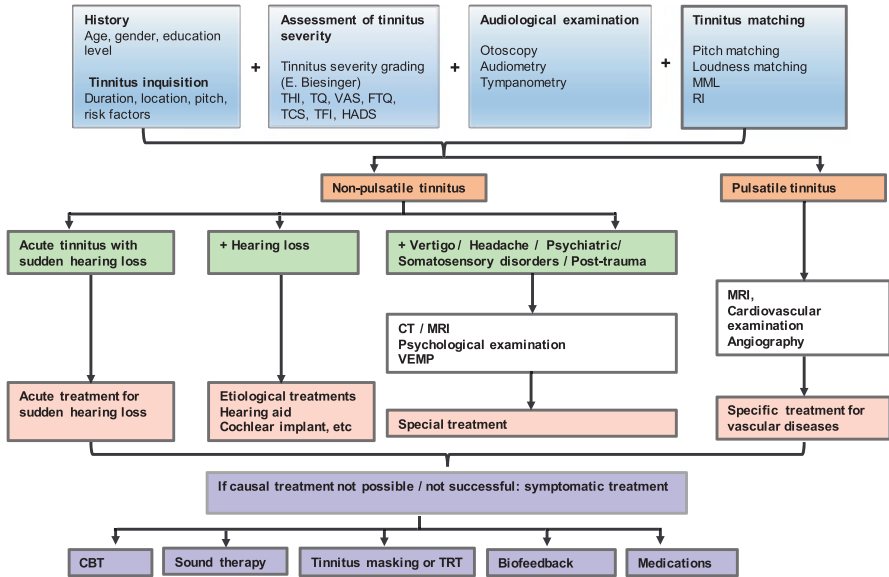 History
Age, gender, education
level
Tinnitus inquisition
Duration, location, pitch,
risk factors
+
Assessment of tinnitus
severity
Tinnitus severity grading
(E. Biesinger)
THI, TQ, VAS, FTQ,
TCS, TFI, HADS
+
Audiological examination
Otoscopy
Audiometry
Tympanometry
+
Tinnitus matching
Pitch matching
Loudness matching
MML
RI
Non-pulsatile tinnitus
Pulsatile tinnitus
Acute tinnitus with
sudden hearing loss
+ Hearing loss
+ Vertigo / Headache / Psychiatric/
Somatosensory disorders / Post-trauma
MRI,
Cardiovascular
examination
Angiography
CT / MRI
Psychological examination
VEMP
Acute treatment for
sudden hearing loss
Etiological treatments
Hearing aid
Cochlear implant, etc
Special treatment
Specific treatment for
vascular diseases
If causal treatment not possible / not successful: symptomatic treatment
CBT
Sound therapy
Tinnitus masking or TRT
Biofeedback
Medications